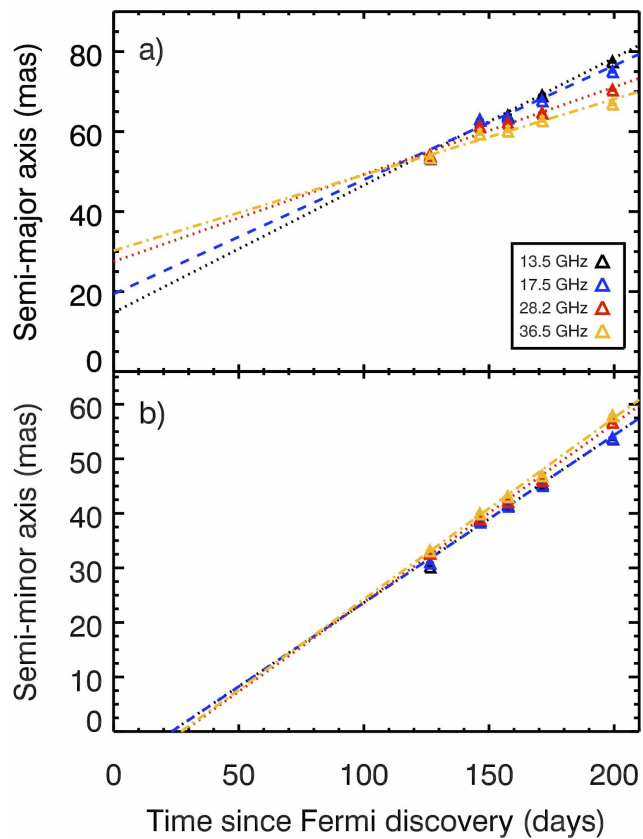 a)
Semi-major axis (mas)
80
60
40
20
0
13.5 GHz
17.5 GHz
28.2 GHz
36.5 GHz
b)
Semi-minor axis (mas)
60
50
40
30
20
10
0
0 50 100 150 200
Time since Fermi discovery (days)